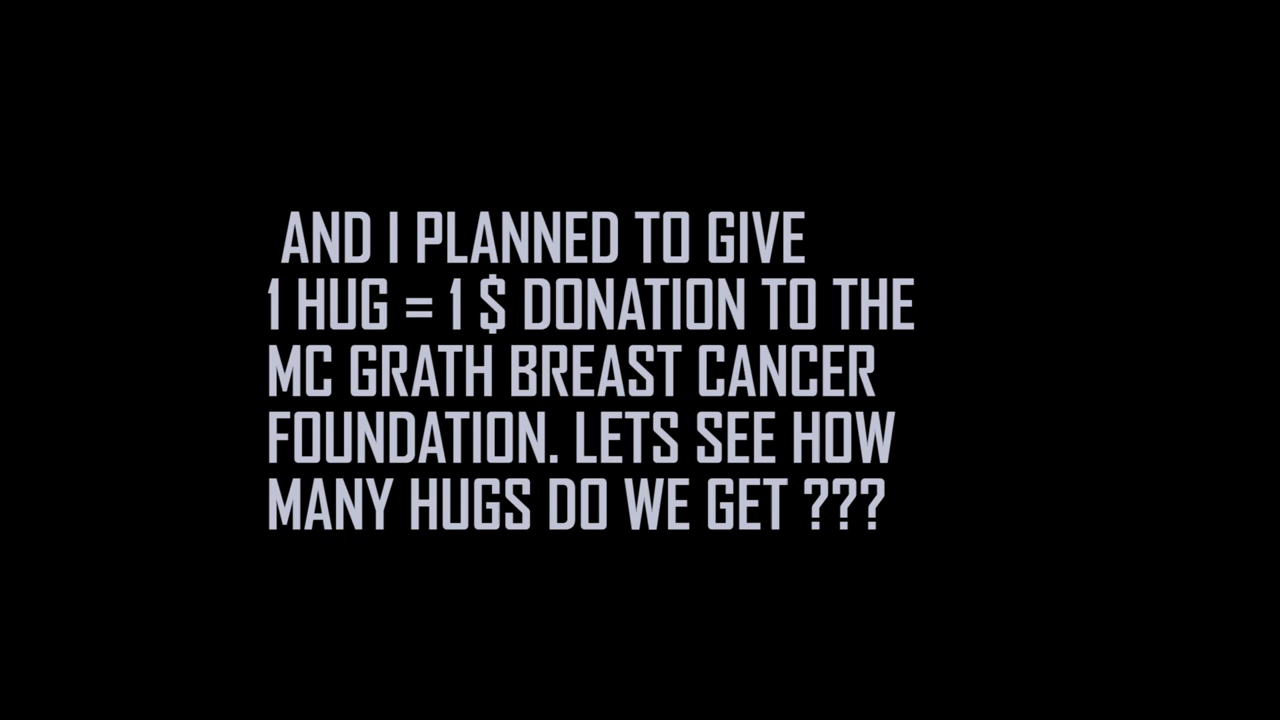 AND I PLANNED TO GIVE
1 HUG = 1 $ DONATION TO THE
MC GRATH BREAST CANCER
FOUNDATION. LETS SEE HOW
MANY HUGS DO WE GET ???